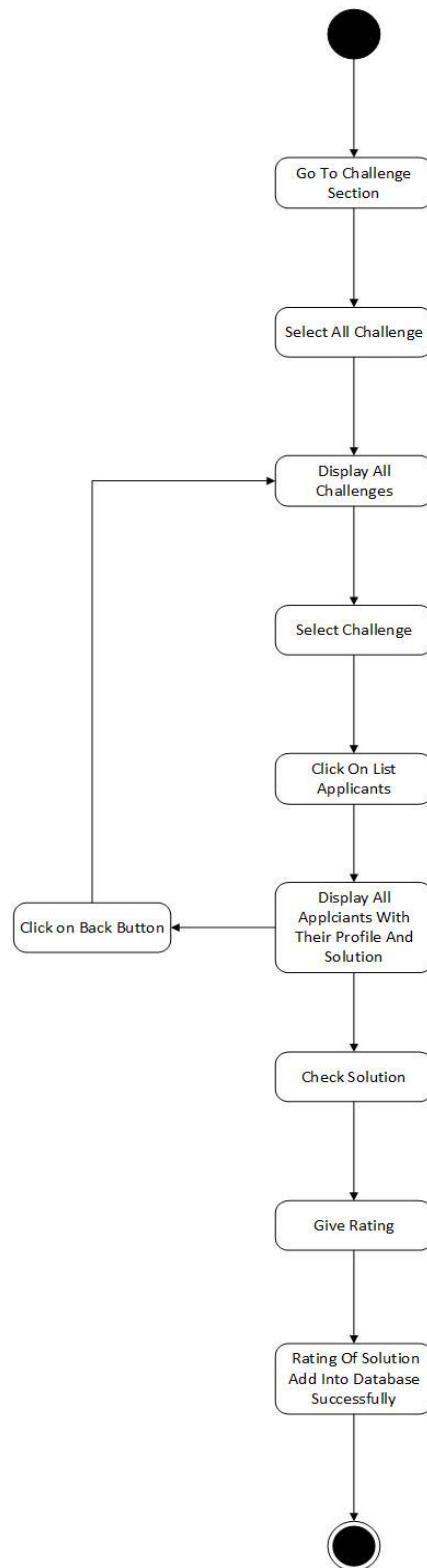 Go To Challenge
Section
Select All Challenge
Display All
Challenges
Select Challenge
Click On List
Applicants
Display All
Applciants With
Their Profile And
Solution
Click on Back Button
Check Solution
Give Rating
Rating Of Solution
Add Into Database
Successfully